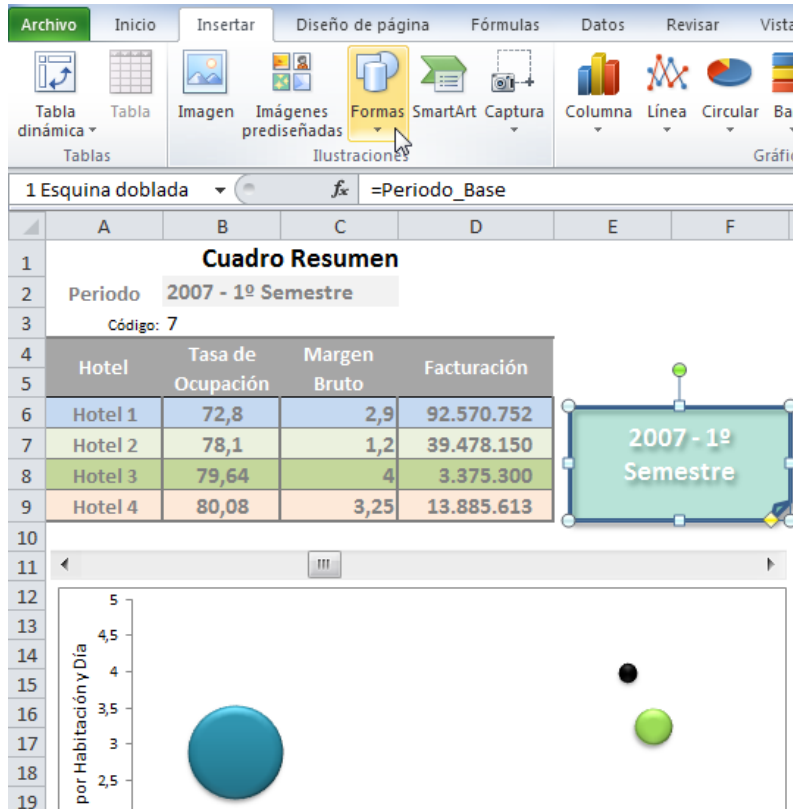 Archivo Inicio Insertar Diseño de página Fórmulas Datos Revisar Vista
Tabla dinámica Tabla Imagen Imágenes prediseñadas Formas SmartArt Captura Columna Línea Circular Ba
Tablas Ilustraciones Gráfi
1 Esquina doblada fx =Periodo_Base
A B C D E F
1 Cuadro Resumen
2 Periodo 2007 - 1º Semestre
3 Código: 7
4 Hotel Tasa de Margen Facturación
5 Ocupación Bruto
6 Hotel 1 72,8 2,9 92.570.752
7 Hotel 2 78,1 1,2 39.478.150
8 Hotel 3 79,64 4 3.375.300
9 Hotel 4 80,08 3,25 13.885.613
2007 - 1º
Semestre
10
11
12 5
13 4,5
14 4
15
16 3,5
17 3
18 2,5
19
por Habitación y Día